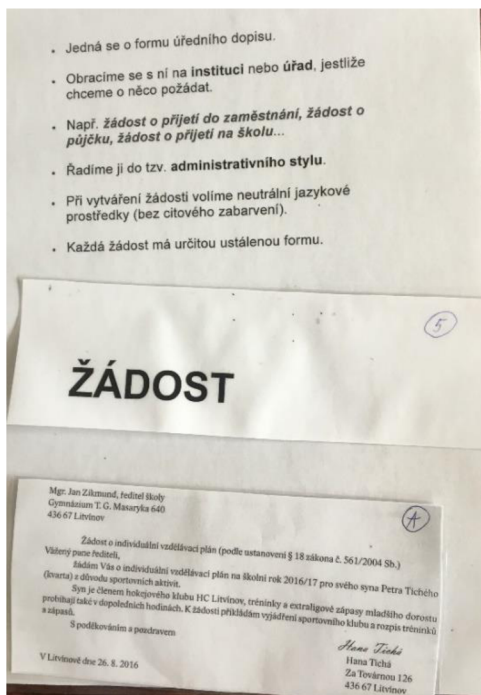 • Jedná se o formu úředního dopisu.
• Obracíme se s ní na instituci nebo úřad, jestliže
chceme o něco požádat.
• Např. žádost o přijetí do zaměstnání, žádost o
půjčku, žádost o přijetí na školu...
• Řadíme ji do tzv. administrativního stylu.
• Při vytváření žádosti volíme neutrální jazykové
prostředky (bez citového zabarvení).
• Každá žádost má určitou ustálenou formu.
5
ŽÁDOST
A
Mgr. Jan Zikmund, ředitel školy
Gymnázium T. G. Masaryka 640
436 67 Litvínov
Žádost o individuální vzdělávací plán (podle ustanovení § 18 zákona č. 561/2004 Sb.)
Vážený pane řediteli,
žádám Vás o individuální vzdělávací plán na školní rok 2016/17 pro svého syna Petra Tichého
(kvarta) z důvodu sportovních aktivit.
Syn je členem hokejového klubu HC Litvínov, tréninky a extraligové zápasy mladšího dorostu
probíhají také v dopoledních hodinách. K žádosti přikládám vyjádření sportovního klubu a rozpis tréninků
a zápasů.
S poděkováním a pozdravem
Hana Tichá
V Litvínově dne 26. 8. 2016
Hana Tichá
Za Továrnou 126
436 67 Litvínov